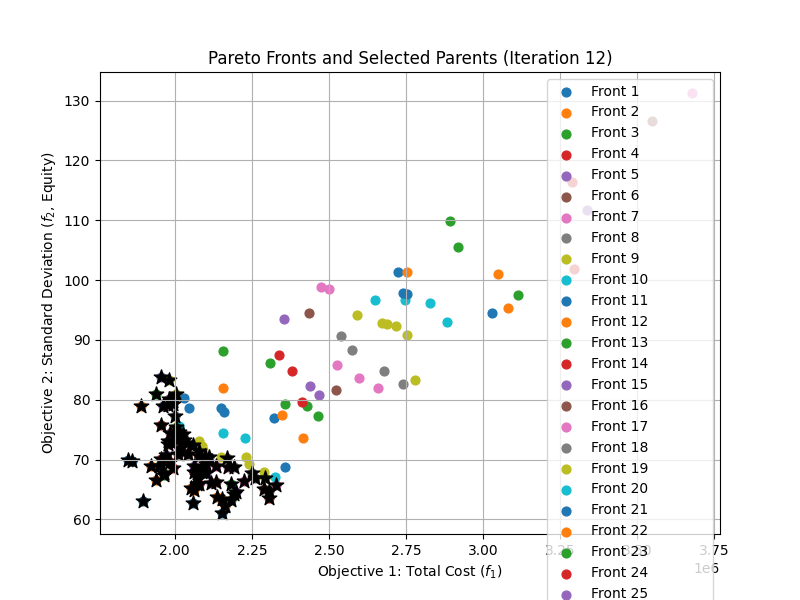 Pareto Fronts and Selected Parents (Iteration 12)
Objective 2: Standard Deviation (f₂, Equity)
130
120
110
100
90
80
70
60
2.00
2.25
2.50
2.75
3.00
3.25
3.50
3.75
1e6
Objective 1: Total Cost (f₁)
Front 1
Front 2
Front 3
Front 4
Front 5
Front 6
Front 7
Front 8
Front 9
Front 10
Front 11
Front 12
Front 13
Front 14
Front 15
Front 16
Front 17
Front 18
Front 19
Front 20
Front 21
Front 22
Front 23
Front 24
Front 25